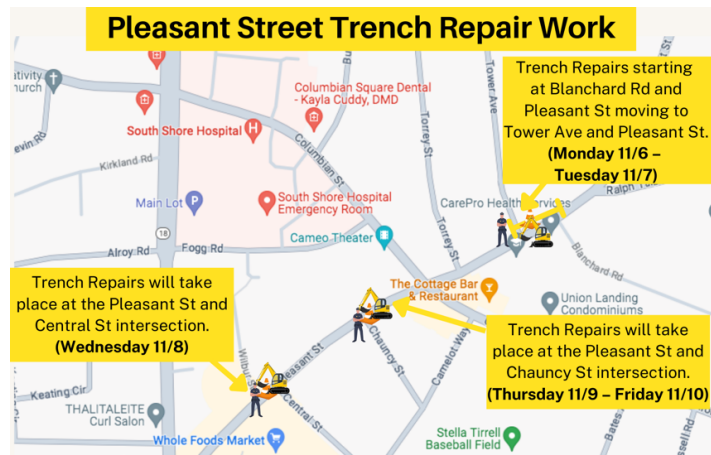 Pleasant Street Trench Repair Work
Trench Repairs starting
at Blanchard Rd and
Pleasant St moving to
Tower Ave and Pleasant St.
(Monday 11/6 –
Tuesday 11/7)
Columbian Square Dental
- Kayla Cuddy, DMD
Tower Ave
South Shore Hospital
H
Columbian St
Torrey St
Kirkland Rd
Main Lot
P
South Shore Hospital
Emergency Room
CarePro Health Services
18
Cameo Theater
Torrey St
Alroy Rd
Fogg Rd
Blanchard Rd
Trench Repairs will take
place at the Pleasant St and
Central St intersection.
(Wednesday 11/8)
The Cottage Bar
& Restaurant
Union Landing
Condominiums
Trench Repairs will take
place at the Pleasant St and
Chauncy St intersection.
(Thursday 11/9 – Friday 11/10)
Chauncy St
Camelot Way
Keating Cir
Central St
THALITALEITE
Curl Salon
Whole Foods Market
Stella Tirrell
Baseball Field